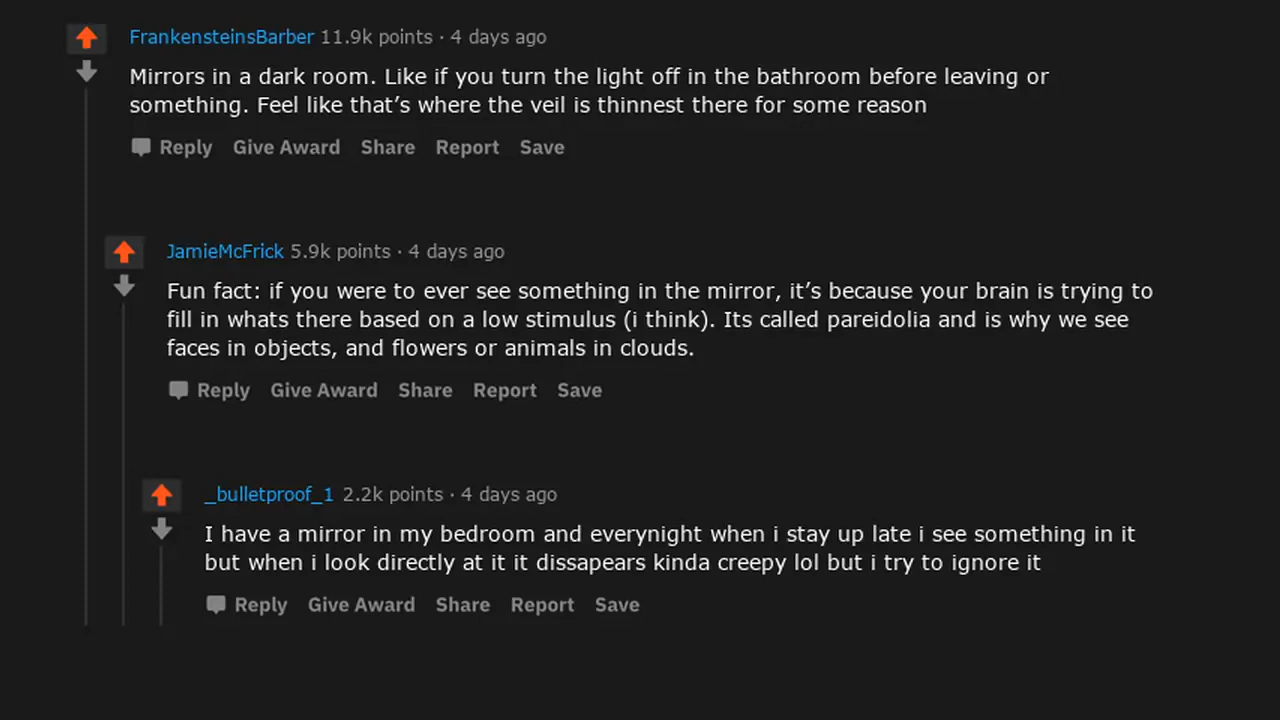 FrankensteinsBarber 11.9k points · 4 days ago
Mirrors in a dark room. Like if you turn the light off in the bathroom before leaving or
something. Feel like that’s where the veil is thinnest there for some reason
Reply Give Award Share Report Save
JamieMcFrick 5.9k points · 4 days ago
Fun fact: if you were to ever see something in the mirror, it’s because your brain is trying to
fill in whats there based on a low stimulus (i think). Its called pareidolia and is why we see
faces in objects, and flowers or animals in clouds.
Reply Give Award Share Report Save
_bulletproof_1 2.2k points · 4 days ago
I have a mirror in my bedroom and everynight when i stay up late i see something in it
but when i look directly at it it dissapears kinda creepy lol but i try to ignore it
Reply Give Award Share Report Save